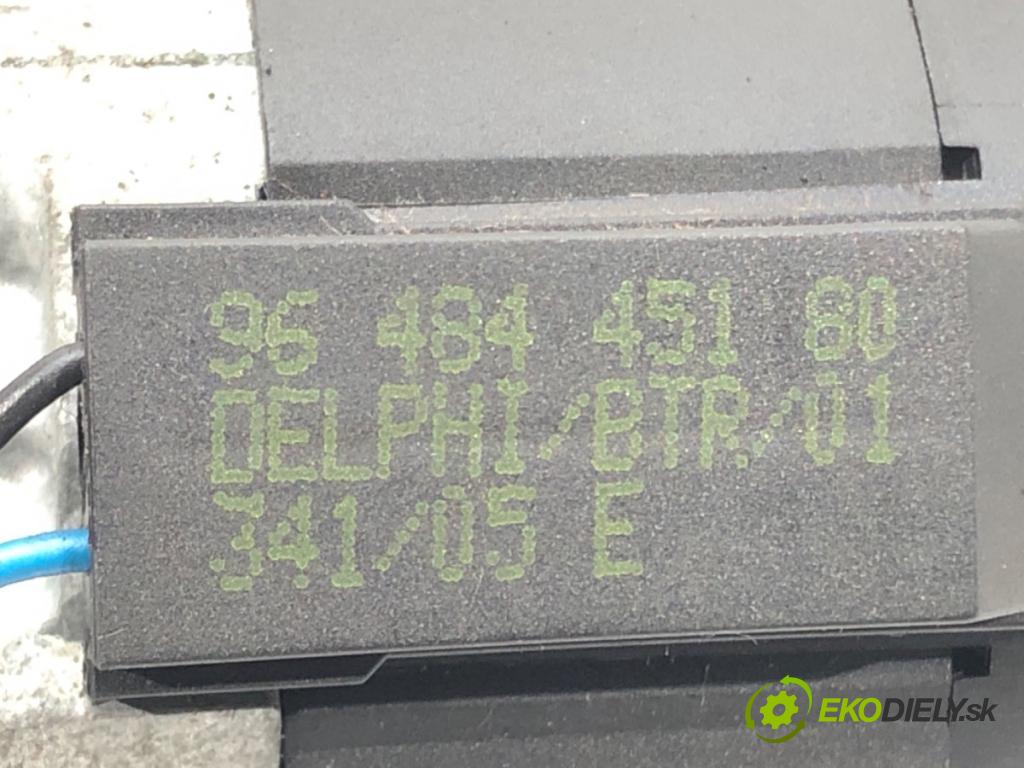 96 484 451 80
DELPHI/BTR/01
341/05 E
EKODIELY.sk